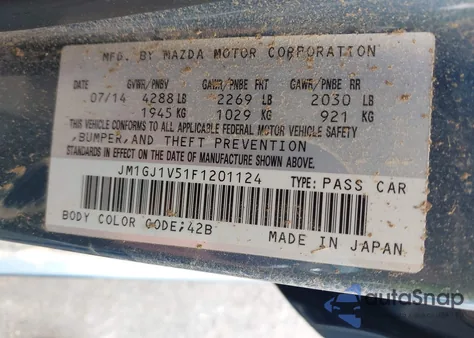 MFG. BY MAZDA MOTOR CORPORATION
DATE GVWR/PNBV GAWR/PNBE FNT GAWR/PNBE RR
07/14 4288 LB 2269 LB 2030 LB
1945 KG 1029 KG 921 KG
THIS VEHICLE CONFORMS TO ALL APPLICABLE FEDERAL MOTOR VEHICLE SAFETY
,BUMPER,AND THEFT PREVENTION
STANDARDS IN EFFECT ON THE DATE OF MANUFACTURE SHOWN ABOVE.
JM1GJ1V51F1201124 TYPE: PASS CAR
BODY COLOR CODE;42B
MADE IN JAPAN
autoSnap